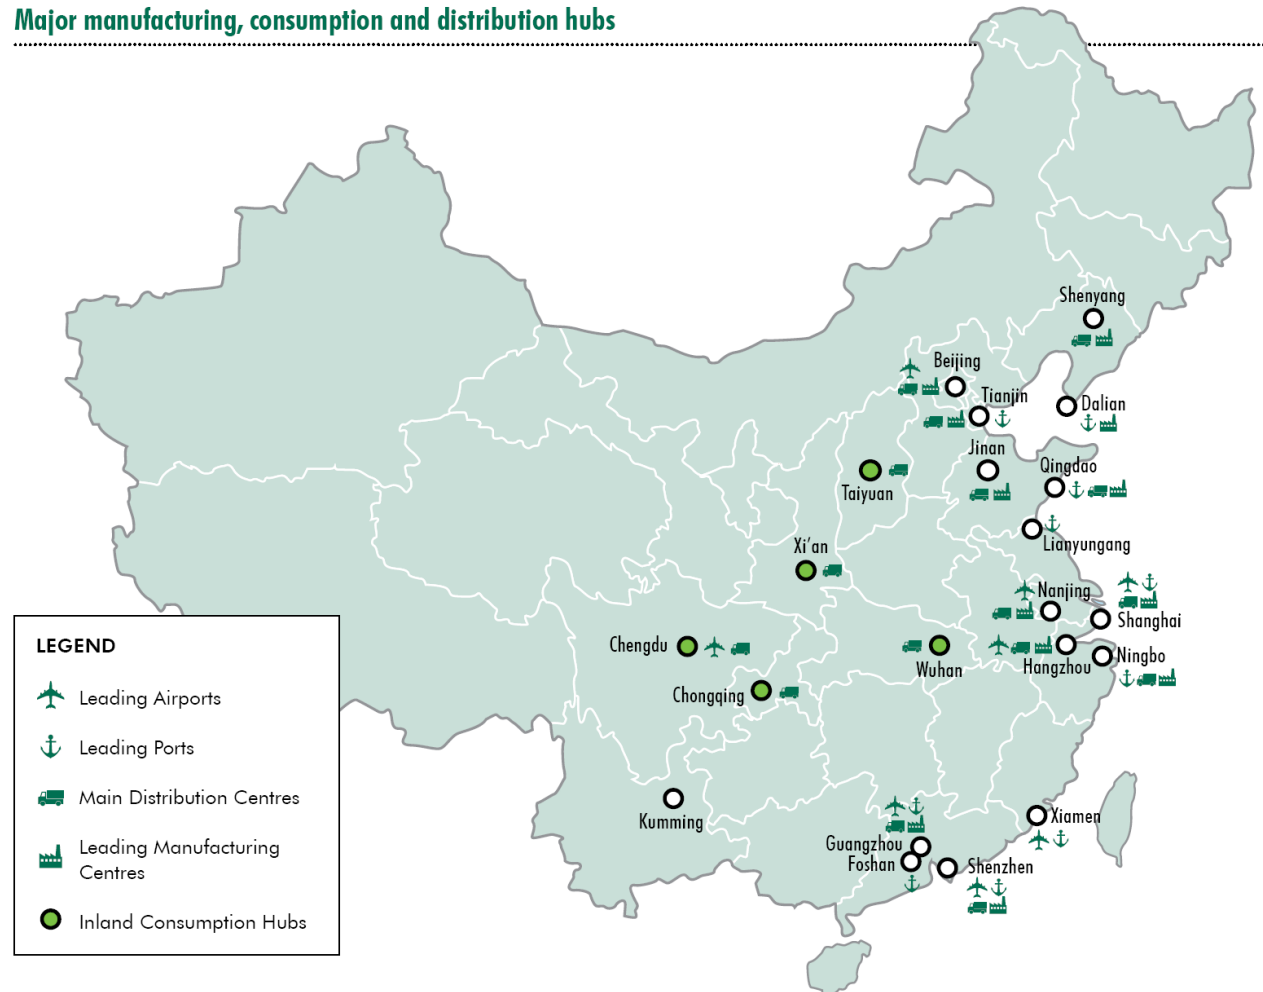 Major manufacturing, consumption and distribution hubs
Shenyang
Beijing
Tianjin
Dalian
Jinan
Qingdao
Taiyuan
Lianyungang
Xi'an
Nanjing
Shanghai
Chengdu
Wuhan
Hangzhou
Ningbo
Chongqing
Kumming
Xiamen
Guangzhou
Foshan
Shenzhen
LEGEND
Leading Airports
Leading Ports
Main Distribution Centres
Leading Manufacturing
Centres
Inland Consumption Hubs